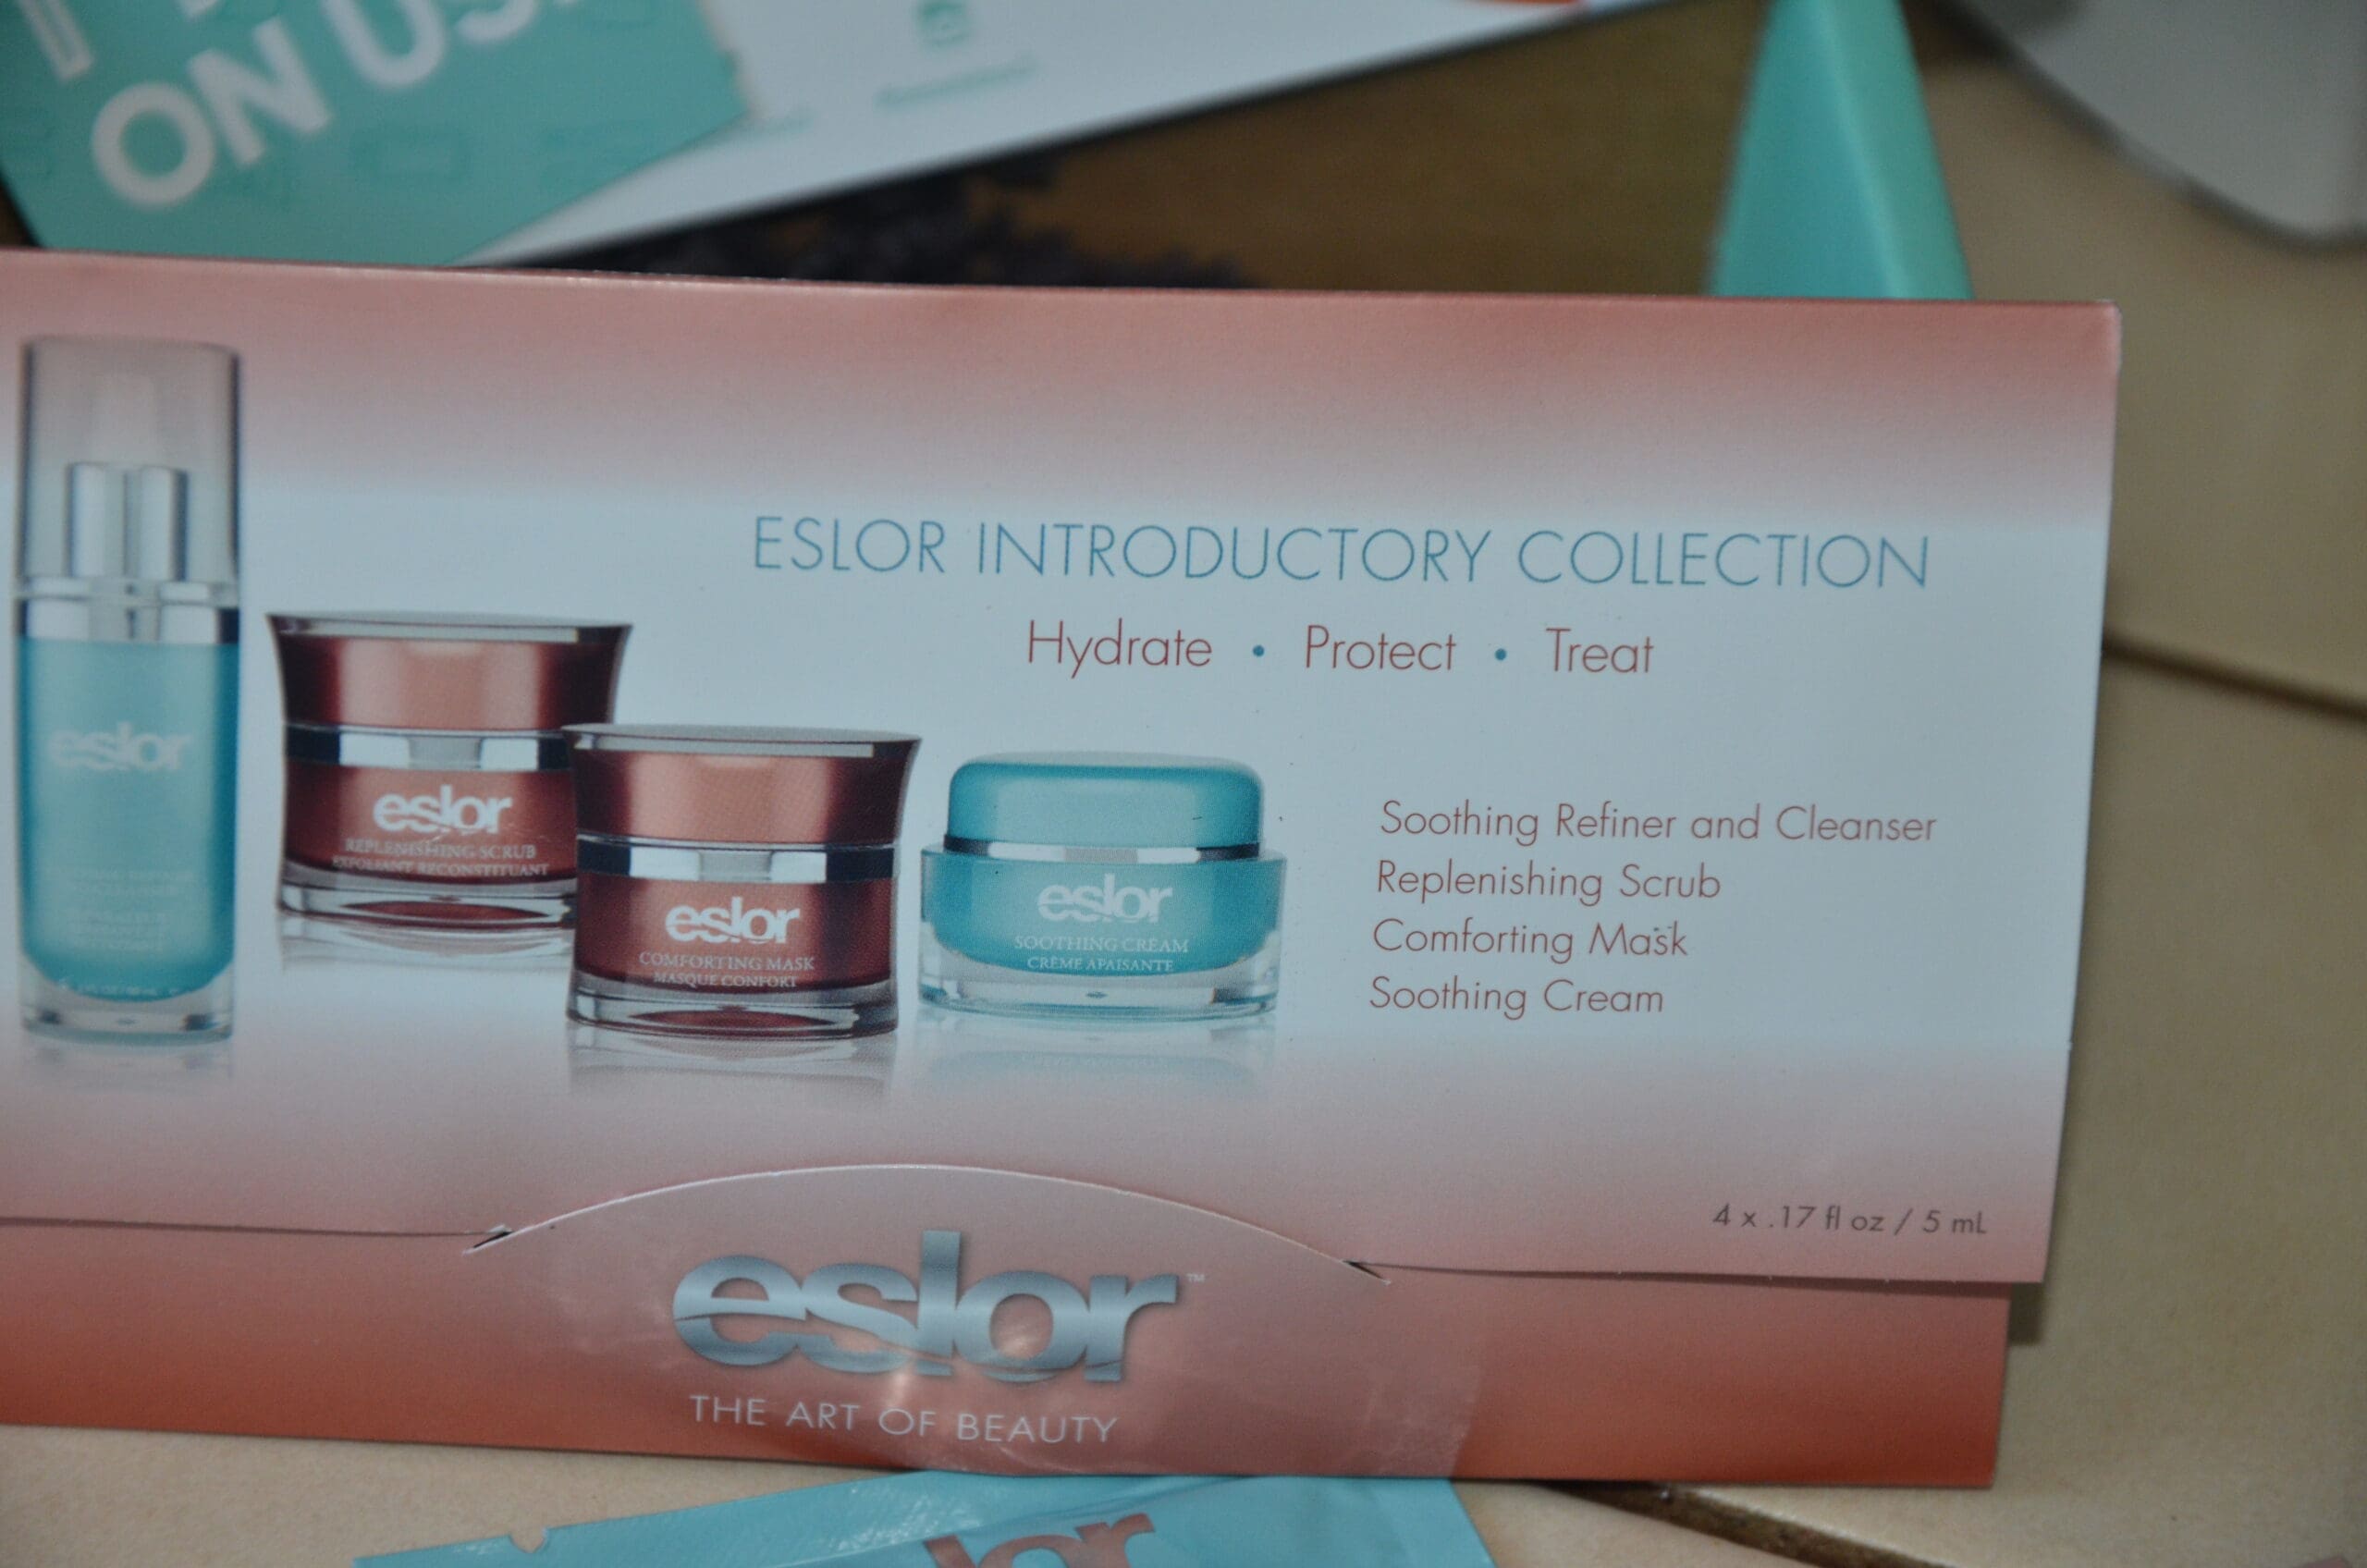 ON US
ESLOR INTRODUCTORY COLLECTION
Hydrate • Protect • Treat
eslor
eslor
REPLENISHING SCRUB
EXFOLIANT RECONSTITUANT
eslor
COMFORTING MASK
MASQUE CONFORT
eslor
SOOTHING CREAM
CRÈME APAISANTE
Soothing Refiner and Cleanser
Replenishing Scrub
Comforting Mask
Soothing Cream
4 x .17 fl oz / 5 mL
eslor™
THE ART OF BEAUTY
eslor